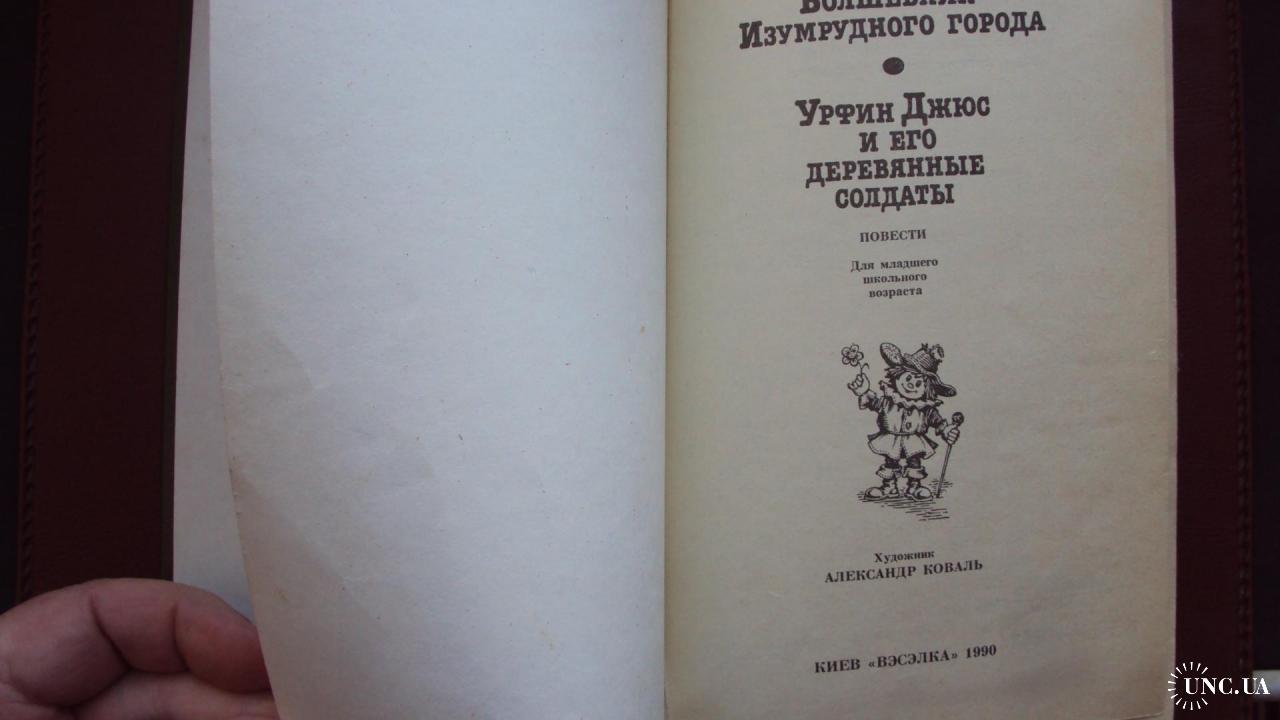 Волшебник
Изумрудного города
Урфин Джюс
и его
деревянные
солдаты
ПОВЕСТИ
Для младшего
школьного
возраста
Художник
АЛЕКСАНДР КОВАЛЬ
КИЕВ «ВЭСЭЛКА» 1990
UNC.UA